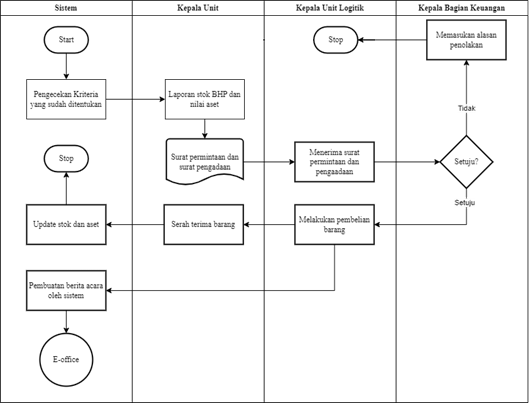 Sistem
Kepala Unit
Kepala Unit Logitik
Kepala Bagian Keuangan
Start
Stop
Memasukan alasan
penolakan
Pengecekan Kriteria
yang sudah ditentukan
Laporan stok BHP dan
nilai aset
Tidak
Stop
Surat permintaan dan
surat pengadaan
Menerima surat
permintaan dan
pengaadaan
Setuju?
Setuju
Update stok dan aset
Serah terima barang
Melakukan pembelian
barang
Pembuatan berita acara
oleh sistem
E-office